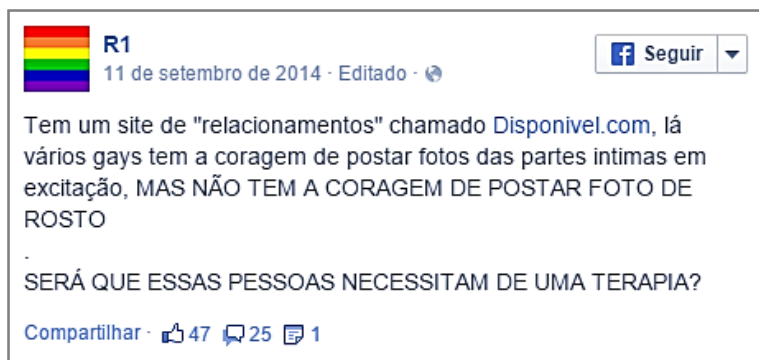 R1
Seguir
11 de setembro de 2014 · Editado ·
Tem um site de "relacionamentos" chamado Disponivel.com, lá
vários gays tem a coragem de postar fotos das partes intimas em
excitação, MAS NÃO TEM A CORAGEM DE POSTAR FOTO DE
ROSTO
.
SERÁ QUE ESSAS PESSOAS NECESSITAM DE UMA TERAPIA?
Compartilhar · 47 25 1